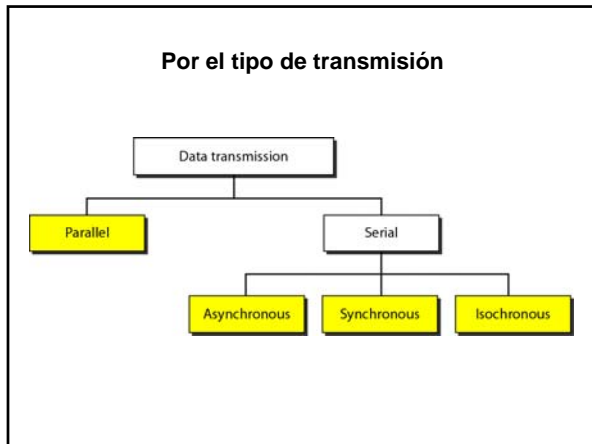 Por el tipo de transmisión
Data transmission
Parallel
Serial
Asynchronous
Synchronous
Isochronous